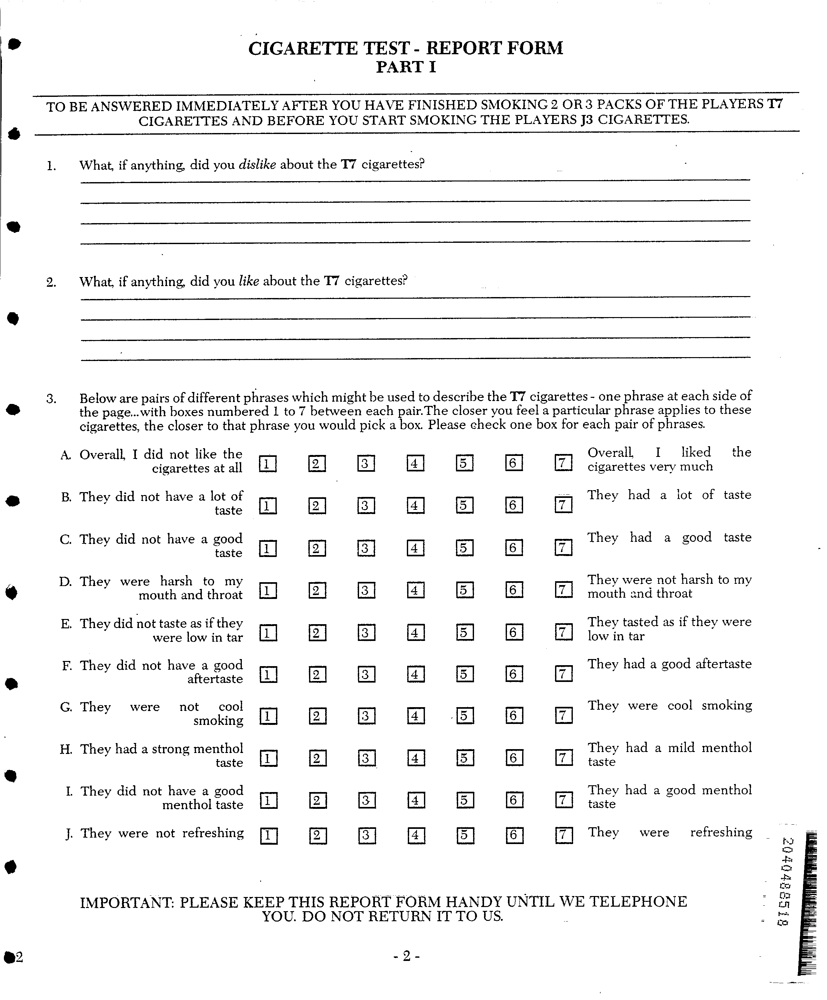 CIGARETTE TEST - REPORT FORM
PART I
TO BE ANSWERED IMMEDIATELY AFTER YOU HAVE FINISHED SMOKING 2 OR 3 PACKS OF THE PLAYERS T7
CIGARETTES AND BEFORE YOU START SMOKING THE PLAYERS J3 CIGARETTES.
1. What, if anything, did you dislike about the T7 cigarettes?
2. What, if anything, did you like about the T7 cigarettes?
3. Below are pairs of different phrases which might be used to describe the T7 cigarettes - one phrase at each side of
the page...with boxes numbered 1 to 7 between each pair. The closer you feel a particular phrase applies to these
cigarettes, the closer to that phrase you would pick a box. Please check one box for each pair of phrases.
A. Overall, I did not like the
cigarettes at all 1 2 3 4 5 6 7 Overall, I liked the
cigarettes very much
B. They did not have a lot of
taste 1 2 3 4 5 6 7 They had a lot of taste
C. They did not have a good
taste 1 2 3 4 5 6 7 They had a good taste
D. They were harsh to my
mouth and throat 1 2 3 4 5 6 7 They were not harsh to my
mouth and throat
E. They did not taste as if they
were low in tar 1 2 3 4 5 6 7 They tasted as if they were
low in tar
F. They did not have a good
aftertaste 1 2 3 4 5 6 7 They had a good aftertaste
G. They were not cool
smoking 1 2 3 4 5 6 7 They were cool smoking
H. They had a strong menthol
taste 1 2 3 4 5 6 7 They had a mild menthol
taste
I. They did not have a good
menthol taste 1 2 3 4 5 6 7 They had a good menthol
taste
J. They were not refreshing 1 2 3 4 5 6 7 They were refreshing
IMPORTANT: PLEASE KEEP THIS REPORT FORM HANDY UNTIL WE TELEPHONE
YOU. DO NOT RETURN IT TO US.
2
- 2 -
2040488518